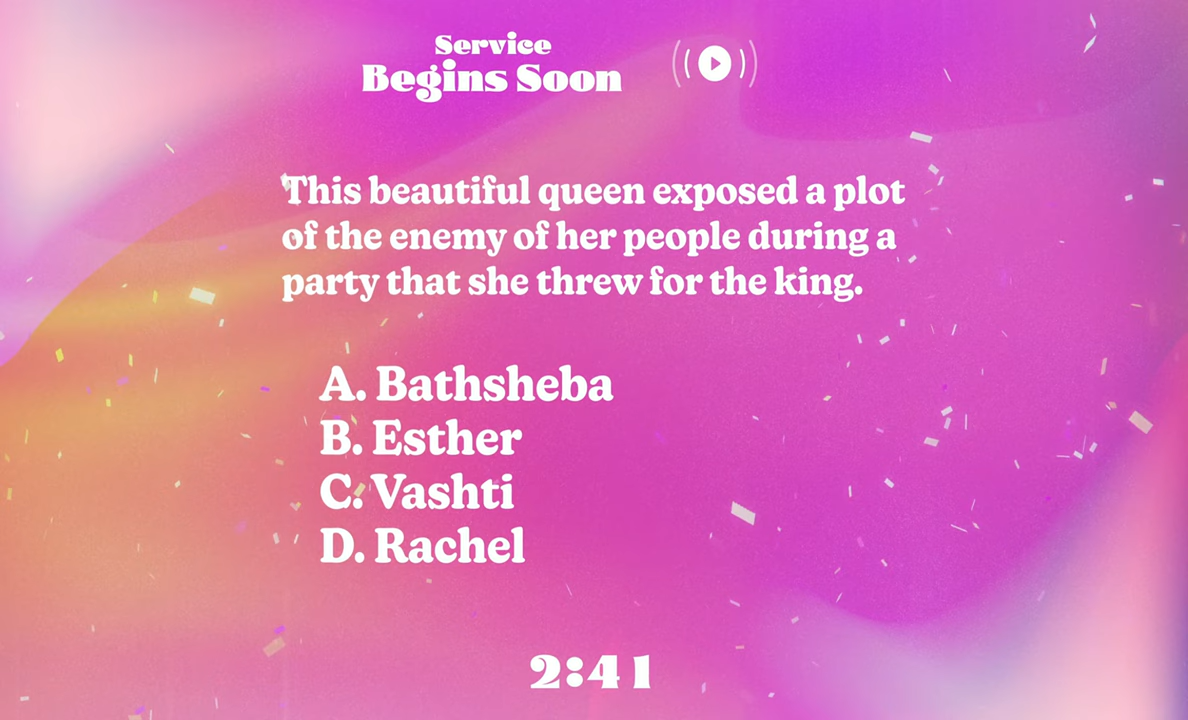 Service
Begins Soon
This beautiful queen exposed a plot
of the enemy of her people during a
party that she threw for the king.
A. Bathsheba
B. Esther
C. Vashti
D. Rachel
2:41